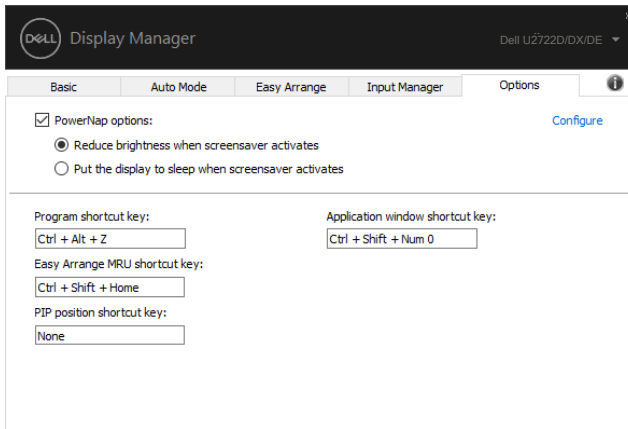 DELL Display Manager
Dell U2722D/DX/DE
Basic Auto Mode Easy Arrange Input Manager Options
PowerNap options: Configure
Reduce brightness when screensaver activates
Put the display to sleep when screensaver activates
Program shortcut key: Application window shortcut key:
Ctrl + Alt + Z Ctrl + Shift + Num 0
Easy Arrange MRU shortcut key:
Ctrl + Shift + Home
PIP position shortcut key:
None